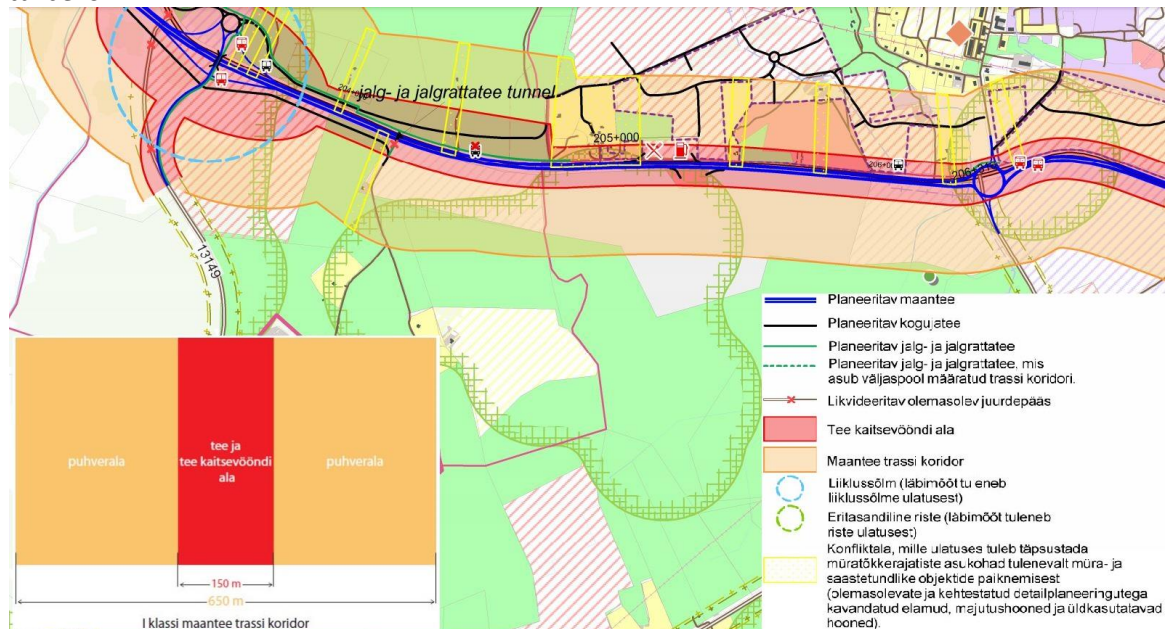 jalg- ja jalgrattatee tunnel
205+000
13149
Planeeritav maantee
Planeeritav kogujatee
Planeeritav jalg- ja jalgrattatee
Planeeritav jalg- ja jalgrattatee, mis
asub väljaspool määratud trassi koridori.
Likvideeritav olemasolev juurdepääs
Tee kaitsevööndi ala
Maantee trassi koridor
Liiklussõlm (läbimõõt tu eneb
liiklussõlme ulatusest)
Eritasandiline riste (läbimõõt tuleneb
riste ulatusest)
Konfliktala, mille ulatuses tuleb täpsustada
müratõkkerajatiste asukohad tulenevalt müra- ja
saastetundlike objektide paiknemisest
(olemasolevate ja kehtestatud detailplaneeringutega
kavandatud elamud, majutushooned ja üldkasutatavad
hooned).
puhverala
tee ja
tee kaitsevööndi
ala
puhverala
150 m
650 m
I klassi maantee trassi koridor